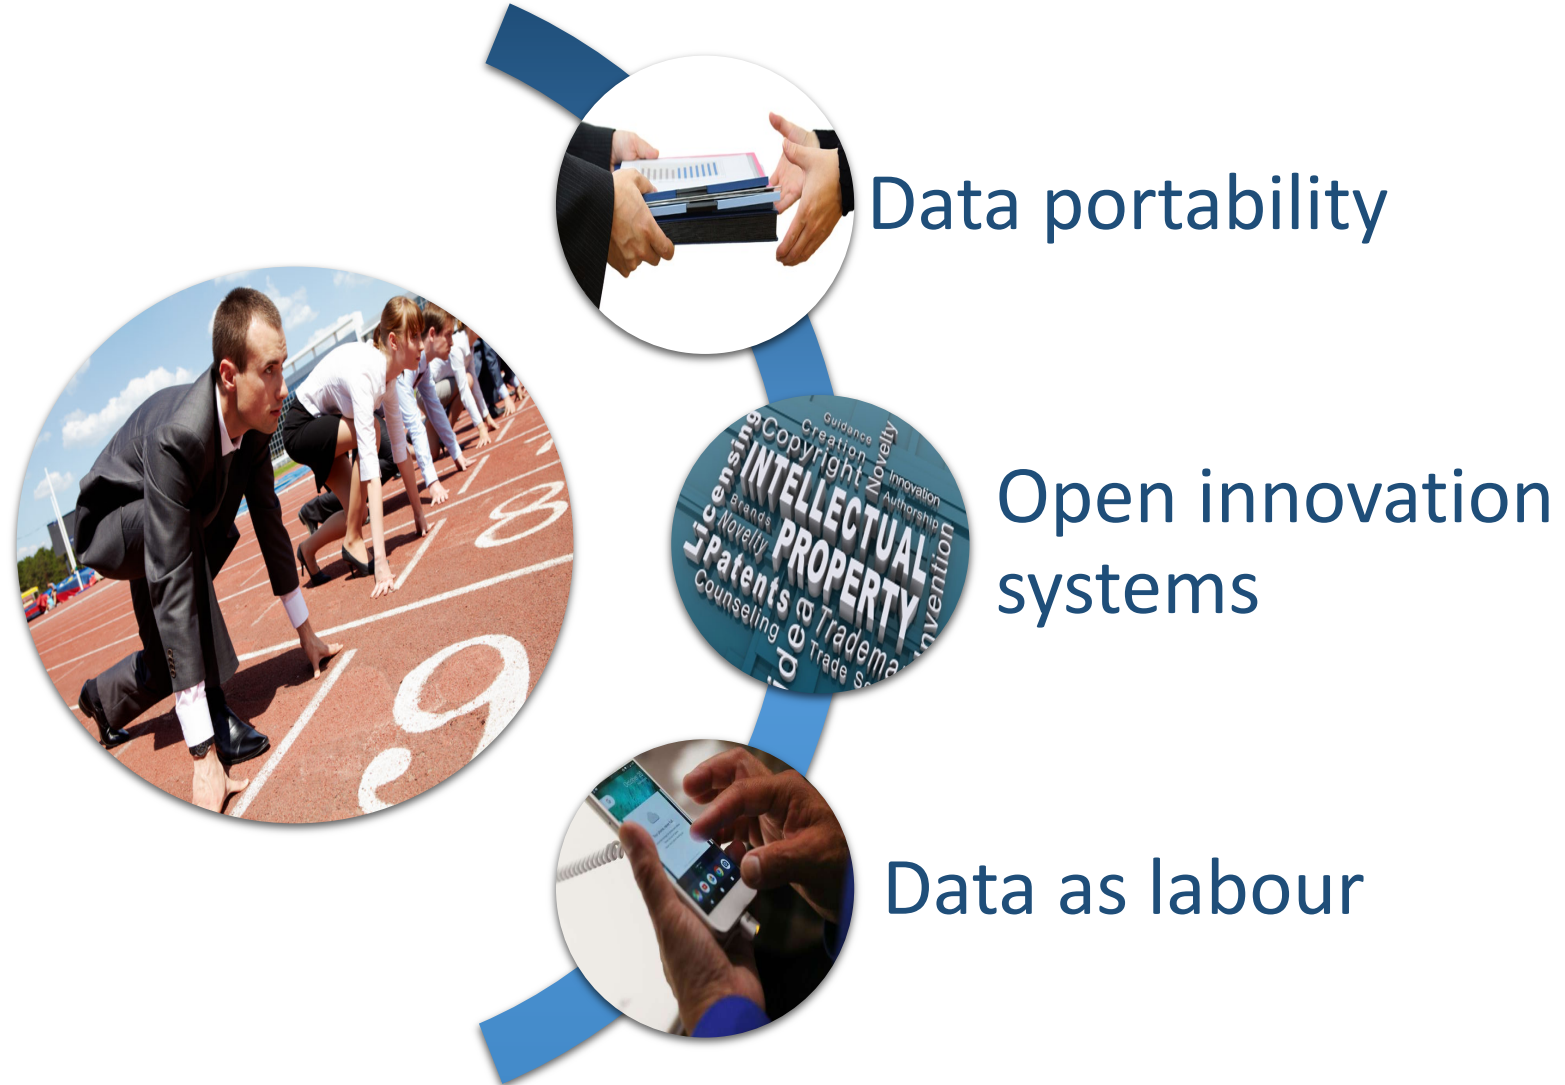 Data portability
Open innovation
systems
Data as labour
Guidance
Creation
Copyright
Novelty
Licensing
INTELLECTUAL
PROPERTY
Innovation
Authorship
Brands
Novelty
Patents
Counseling
Idea
Invention
Trade
8
9